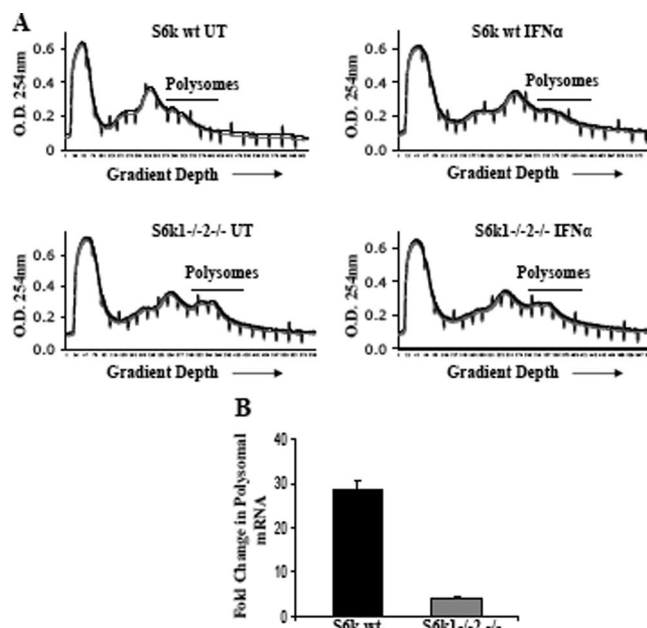 A
S6k wt UT
Polysomes
O.D. 254nm
0.6
0.4
0.2
0
Gradient Depth
S6k wt IFNα
Polysomes
O.D. 254nm
0.6
0.4
0.2
0.0
Gradient Depth
S6k1-/-2-/- UT
Polysomes
O.D. 254nm
0.6
0.4
0.2
0.0
Gradient Depth
S6k1-/-2-/- IFNα
Polysomes
O.D. 254nm
0.6
0.4
0.2
0.0
Gradient Depth
B
Fold Change in Polysomal
mRNA
40
30
20
10
0
S6k wt
S6k1-/-2 -/-